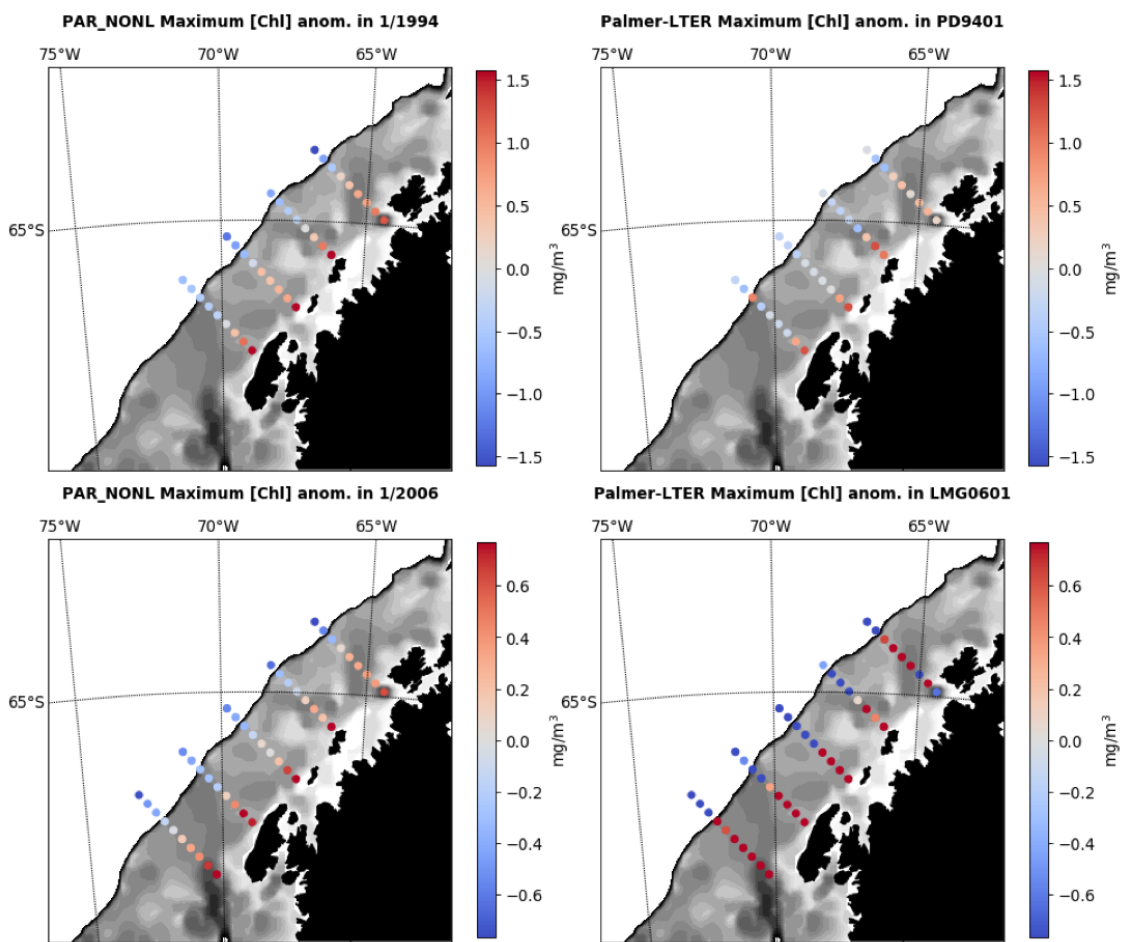 PAR_NONL Maximum [Chl] anom. in 1/1994
75°W 70°W 65°W
65°S
1.5
1.0
0.5
0.0
−0.5
−1.0
−1.5
mg/m³
Palmer-LTER Maximum [Chl] anom. in PD9401
75°W 70°W 65°W
65°S
1.5
1.0
0.5
0.0
−0.5
−1.0
−1.5
mg/m³
PAR_NONL Maximum [Chl] anom. in 1/2006
75°W 70°W 65°W
65°S
0.6
0.4
0.2
0.0
−0.2
−0.4
−0.6
mg/m³
Palmer-LTER Maximum [Chl] anom. in LMG0601
75°W 70°W 65°W
65°S
0.6
0.4
0.2
0.0
−0.2
−0.4
−0.6
mg/m³